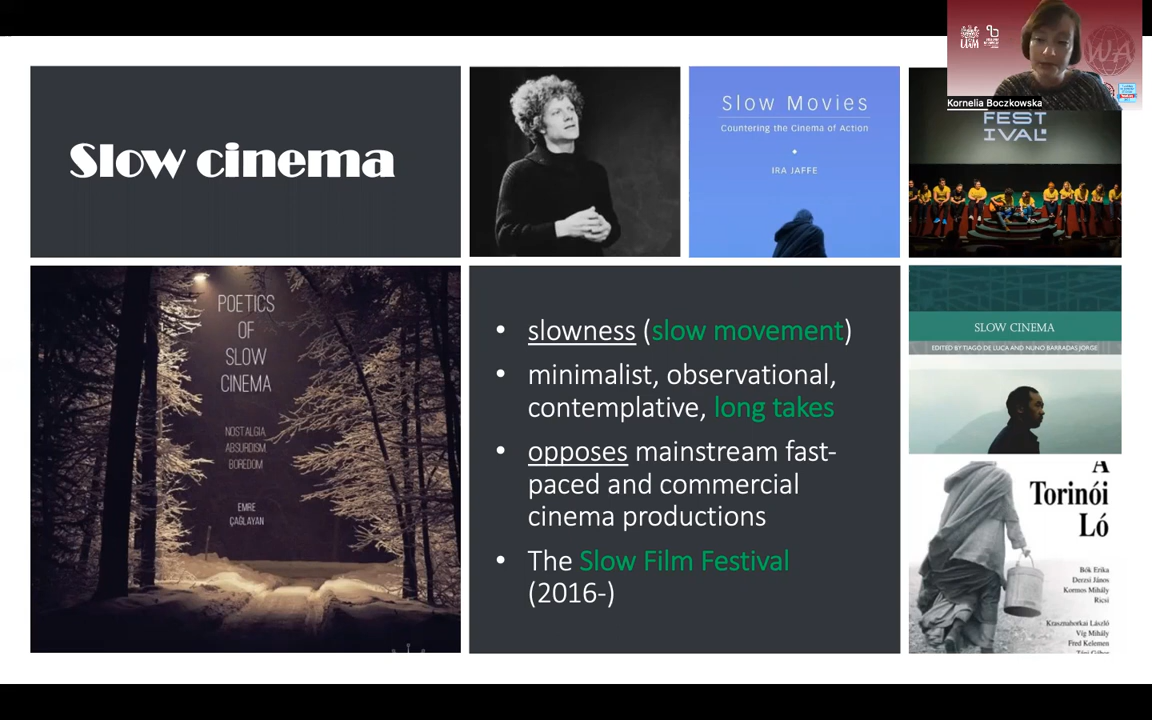 Slow cinema
Slow Movies
Countering the Cinema of Action
IRA JAFFE
WA
Kornelia Boczkowska
FEST
IVAL
POETICS
OF
SLOW
CINEMA
NOSTALGIA
ABSURDISM
BOREDOM
EMRE
ÇAĞLAYAN
• slowness (slow movement)
• minimalist, observational,
contemplative, long takes
• opposes mainstream fast-
paced and commercial
cinema productions
• The Slow Film Festival
(2016-)
SLOW CINEMA
EDITED BY TIAGO DE LUCA AND NUNO BARRADAS JORGE
A
Torinói
Ló
Bók Erika
Derzsi János
Kormos Mihály
Ricsi
Krasznahorkai László
Víg Mihály
Fred Kelemen